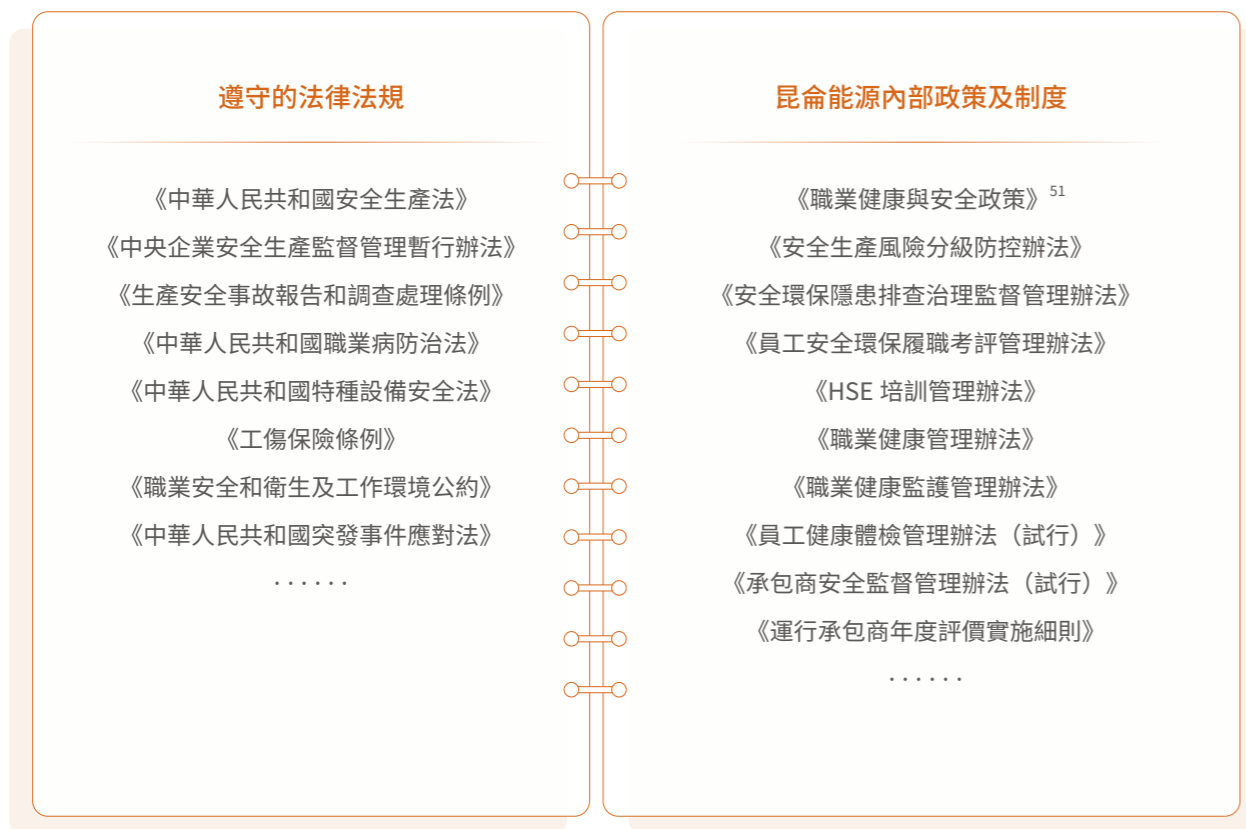 遵守的法律法規
《中華人民共和國安全生產法》
《中央企業安全生產監督管理暫行辦法》
《生產安全事故報告和調查處理條例》
《中華人民共和國職業病防治法》
《中華人民共和國特種設備安全法》
《工傷保險條例》
《職業安全和衛生及工作環境公約》
《中華人民共和國突發事件應對法》
······
昆侖能源內部政策及制度
《職業健康與安全政策》51
《安全生產風險分級防控辦法》
《安全環保隱患排查治理監督管理辦法》
《員工安全環保履職考評管理辦法》
《HSE 培訓管理辦法》
《職業健康管理辦法》
《職業健康監護管理辦法》
《員工健康體檢管理辦法（試行）》
《承包商安全監督管理辦法（試行）》
《運行承包商年度評價實施細則》
······